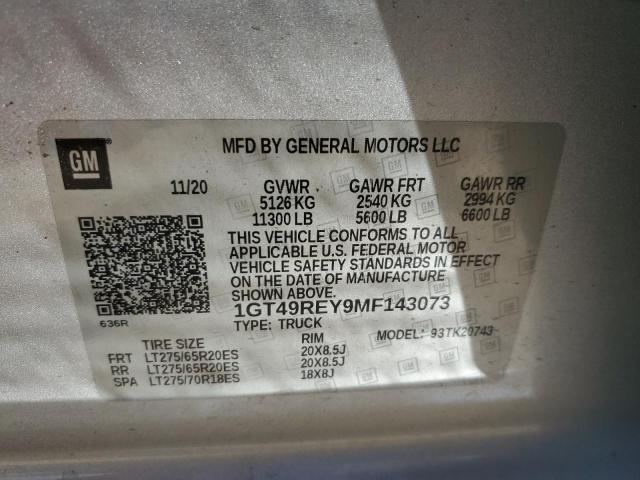 GM
MFD BY GENERAL MOTORS LLC
11/20 GVWR GAWR FRT GAWR RR
5126 KG 2540 KG 2994 KG
11300 LB 5600 LB 6600 LB
THIS VEHICLE CONFORMS TO ALL
APPLICABLE U.S. FEDERAL MOTOR
VEHICLE SAFETY STANDARDS IN EFFECT
ON THE DATE OF MANUFACTURE
SHOWN ABOVE.
1GT49REY9MF143073
636R TYPE: TRUCK MODEL: 93TK20743
TIRE SIZE RIM
FRT LT275/65R20ES 20X8.5J
RR LT275/65R20ES 20X8.5J
SPA LT275/70R18ES 18X8J